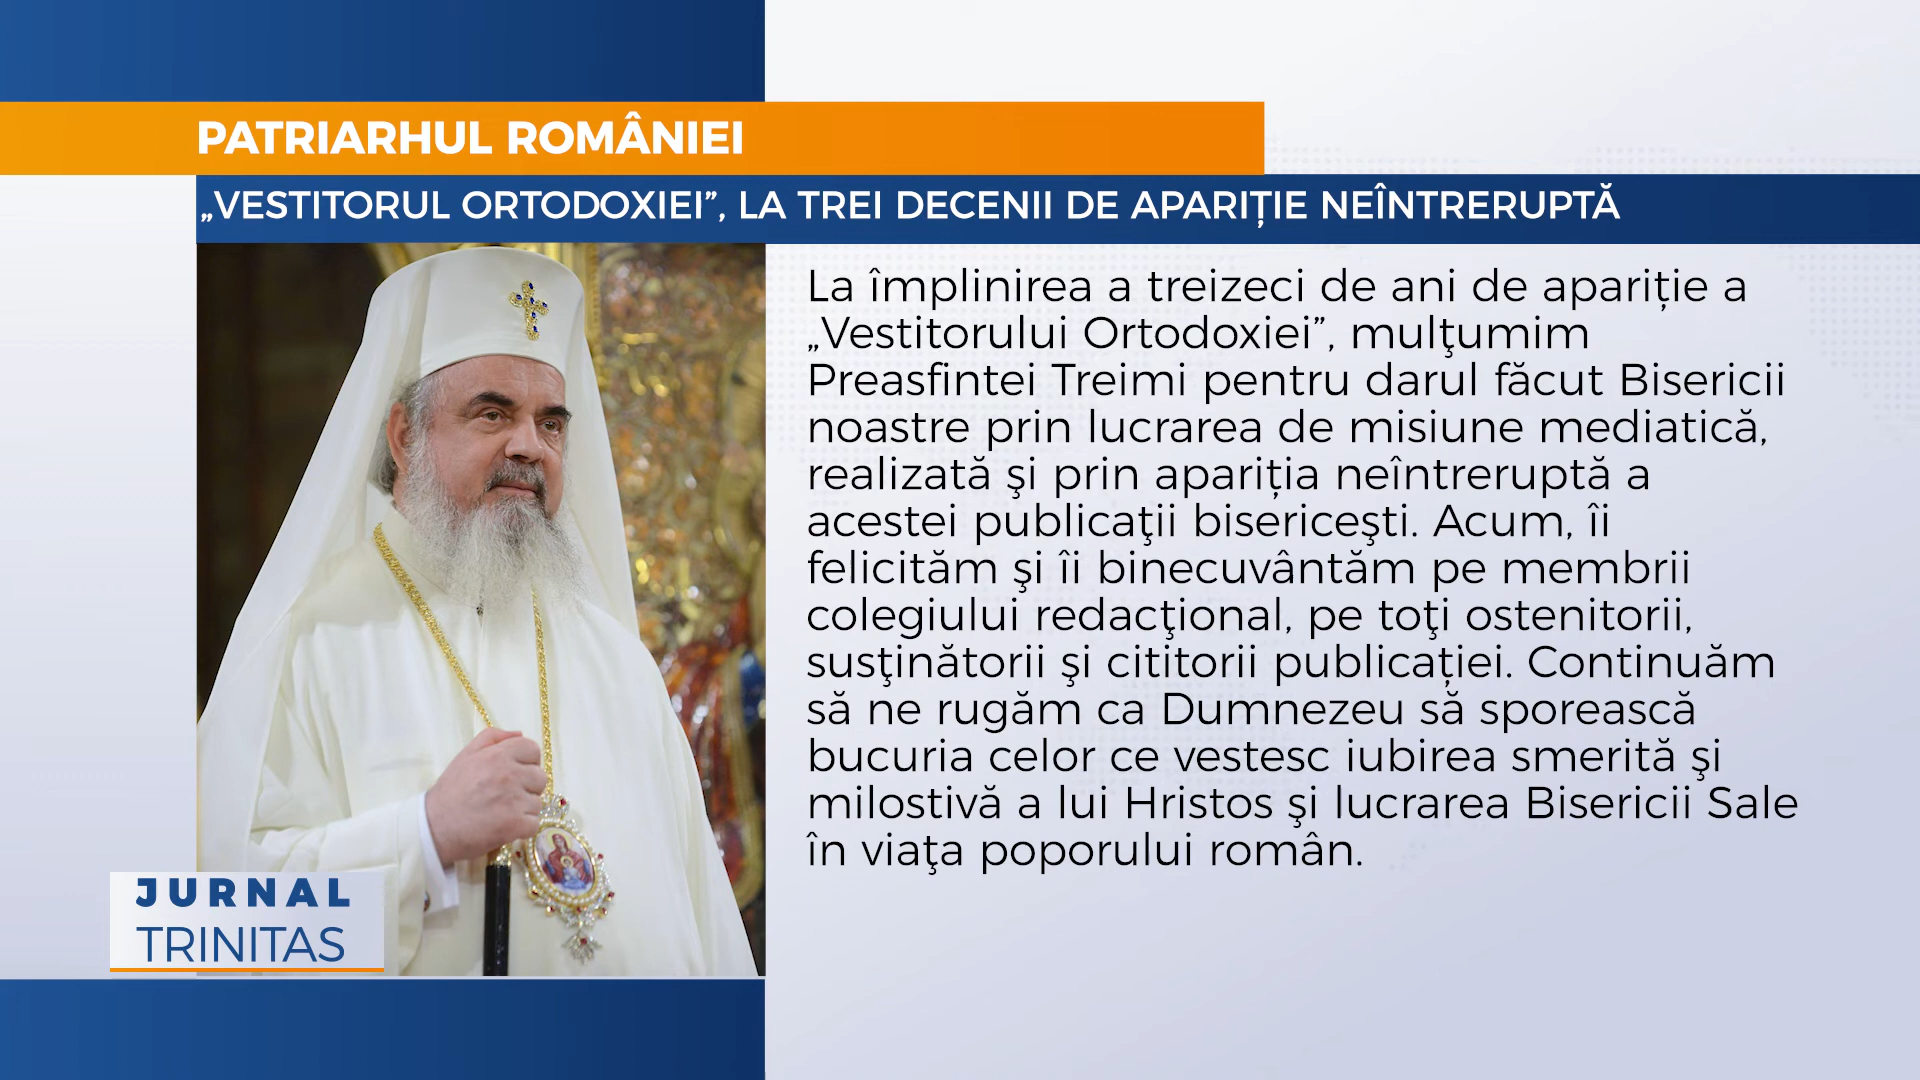 PATRIARHUL ROMÂNIEI
„VESTITORUL ORTODOXIEI”, LA TREI DECENII DE APARIȚIE NEÎNTRERUPTĂ
La împlinirea a treizeci de ani de apariție a
„Vestitorului Ortodoxiei”, mulţumim
Preasfintei Treimi pentru darul făcut Bisericii
noastre prin lucrarea de misiune mediatică,
realizată şi prin apariția neîntreruptă a
acestei publicaţii bisericeşti. Acum, îi
felicităm şi îi binecuvântăm pe membrii
colegiului redacţional, pe toţi ostenitorii,
susţinătorii şi cititorii publicației. Continuăm
să ne rugăm ca Dumnezeu să sporească
bucuria celor ce vestesc iubirea smerită şi
milostivă a lui Hristos şi lucrarea Bisericii Sale
în viaţa poporului român.
JURNAL
TRINITAS